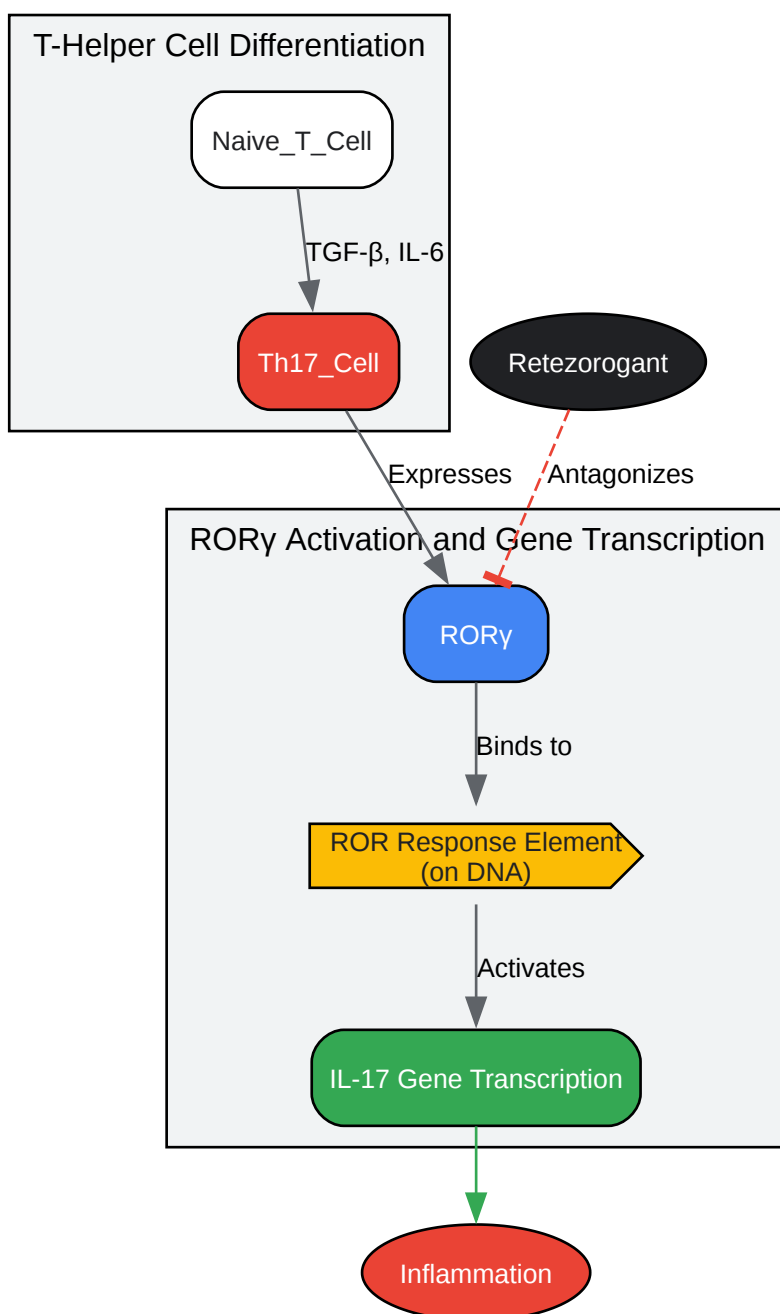 T-Helper Cell Differentiation
Naive_T_Cell
TGF-β, IL-6
Th17_Cell
Retezorogant
Expresses
Antagonizes
RORγ Activation and Gene Transcription
RORγ
Binds to
ROR Response Element
(on DNA)
Activates
IL-17 Gene Transcription
Inflammation